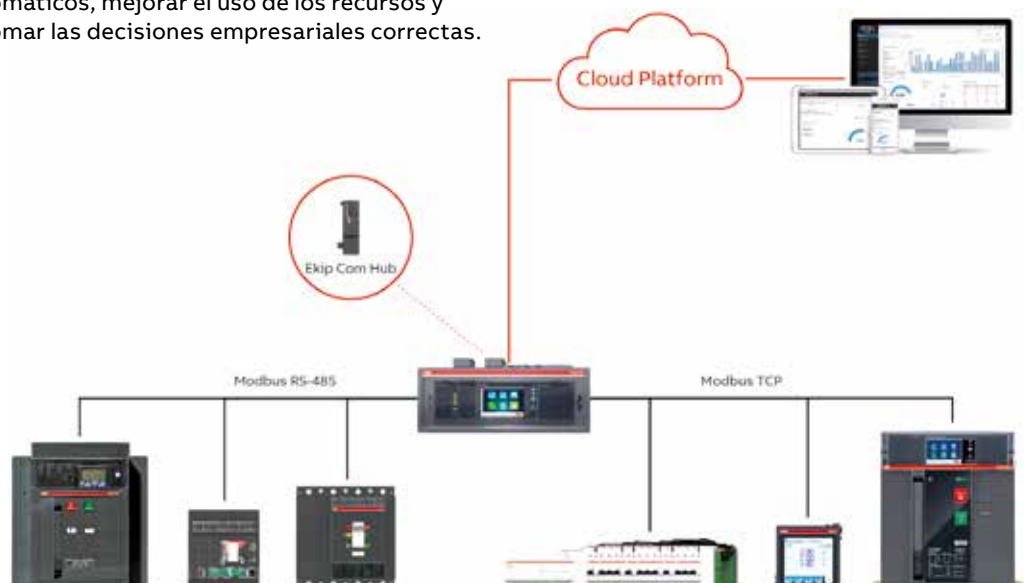 omáticos, mejorar el uso de los recursos y
omar las decisiones empresariales correctas.
Cloud Platform
Ekip Com Hub
Modbus RS-485
Modbus TCP